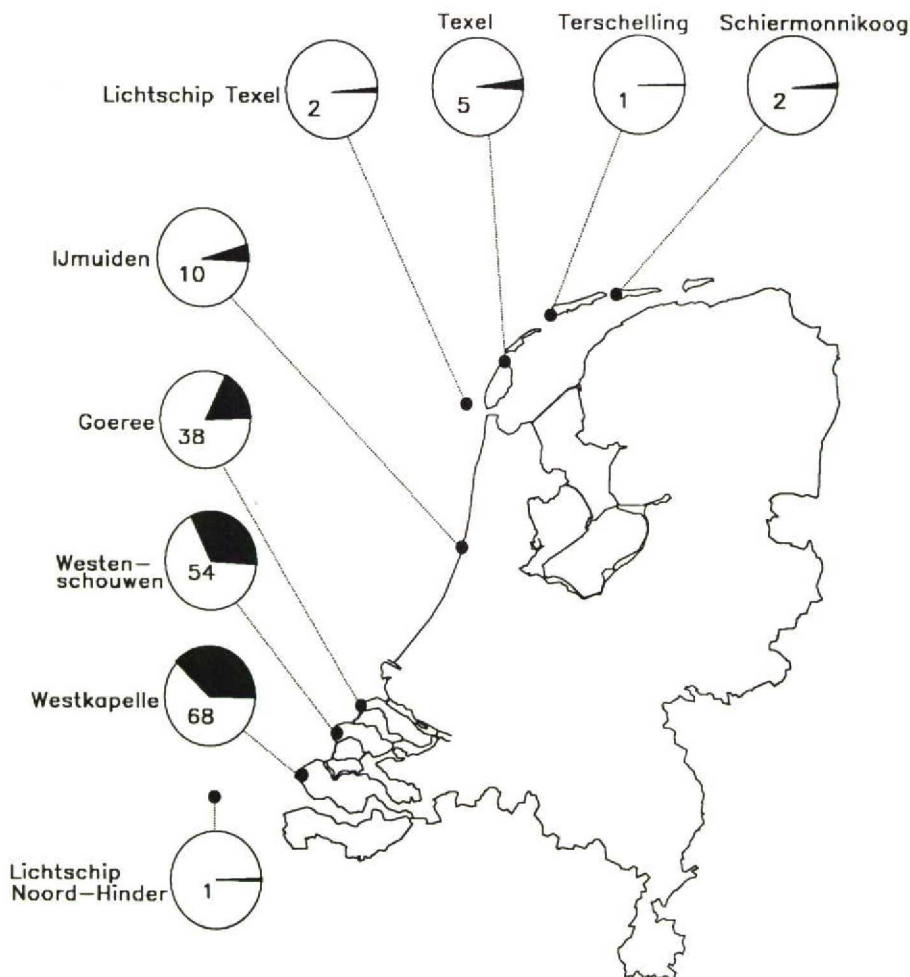 Texel
Terschelling
Schiermonnikoog
Lichtschip Texel
2
5
1
2
IJmuiden
10
Goeree
38
Westen-
schouwen
54
Westkapelle
68
Lichtschip
Noord-Hinder
1